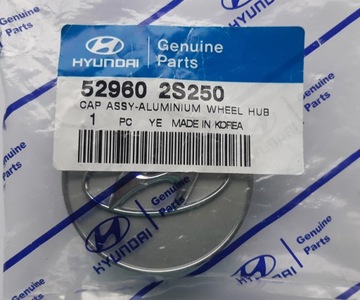 HYUNDAI
Genuine
Parts
52960 2S250
CAP ASSY-ALUMINIUM WHEEL HUB
1 PC YE MADE IN KOREA
Genuine
Parts
HYUNDAI
Genuine
Parts
HYUNDAI
Genuine
Parts
HYUNDAI